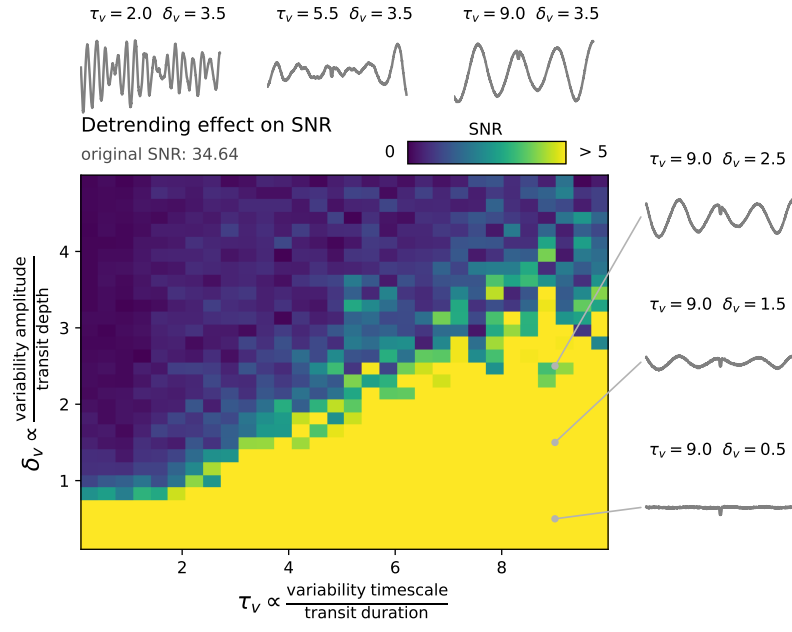 τᵥ = 2.0 δᵥ = 3.5
τᵥ = 5.5 δᵥ = 3.5
τᵥ = 9.0 δᵥ = 3.5
Detrending effect on SNR
original SNR: 34.64
SNR
0
> 5
τᵥ = 9.0 δᵥ = 2.5
τᵥ = 9.0 δᵥ = 1.5
τᵥ = 9.0 δᵥ = 0.5
4
3
2
1
δᵥ ∝ variability amplitude
transit depth
2
4
6
8
τᵥ ∝ variability timescale
transit duration